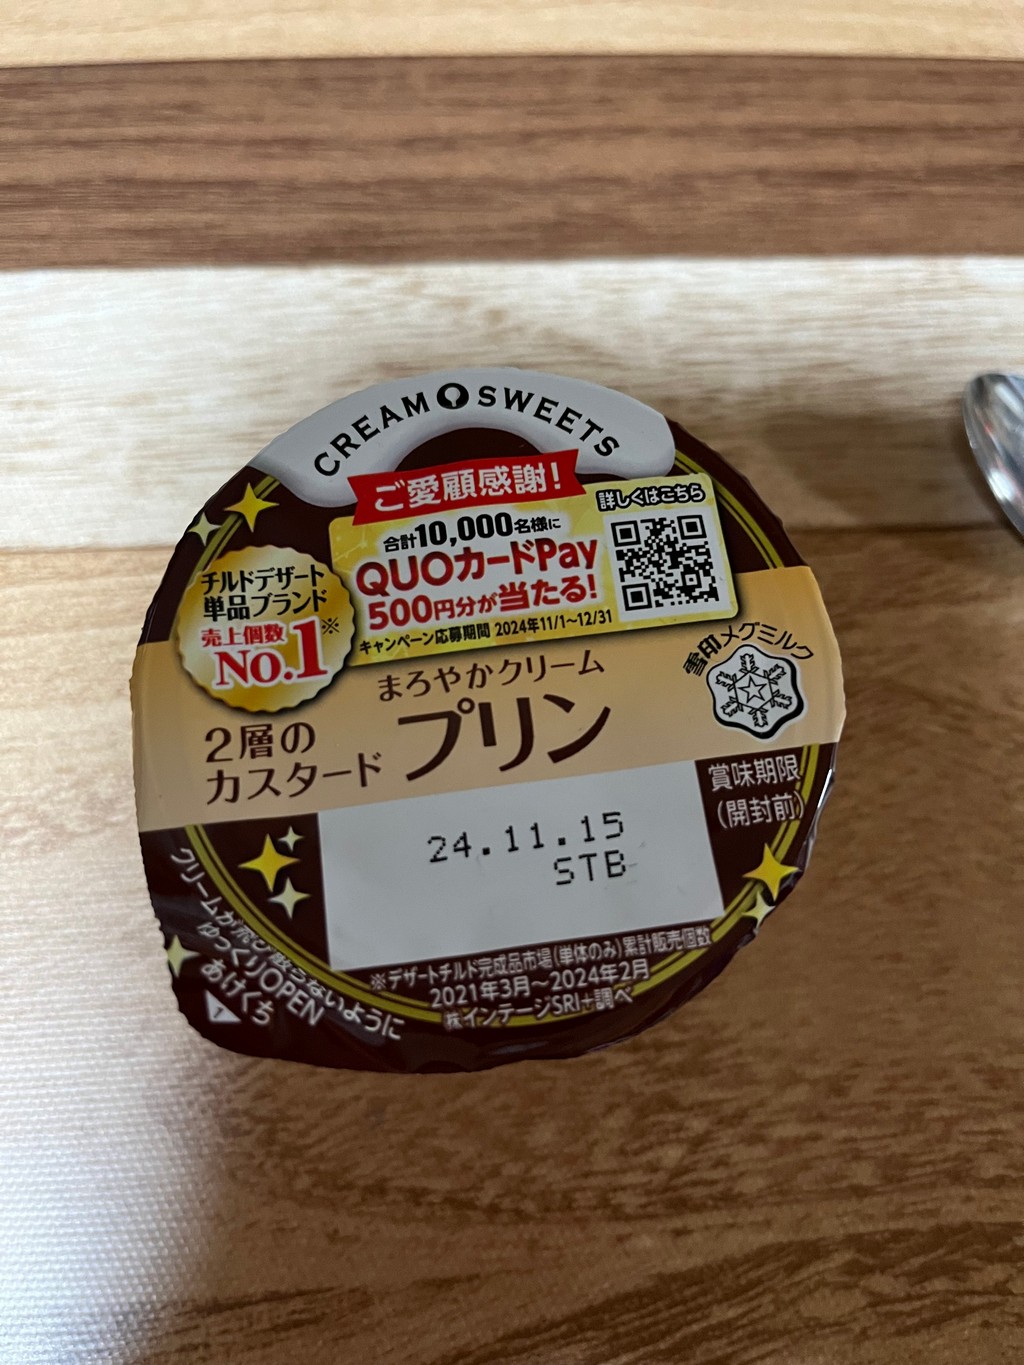 CREAM SWEETS
ご愛顧感謝!
詳しくはこちら
合計10,000名様に
QUOカードPay
500円分が当たる!
キャンペーン応募期間 2024年11/1~12/31
チルドデザート
単品ブランド
売上個数
No.1※
雪印メグミルク
まろやかクリーム
プリン
2層の
カスタード
賞味期限
(開封前)
24.11.15
STB
※デザートチルド完成品市場(単体のみ)累計販売個数
2021年3月~2024年2月
㈱インテージSRI+調べ
クリームが飛び散らないように
ゆっくりOPEN
あけくち